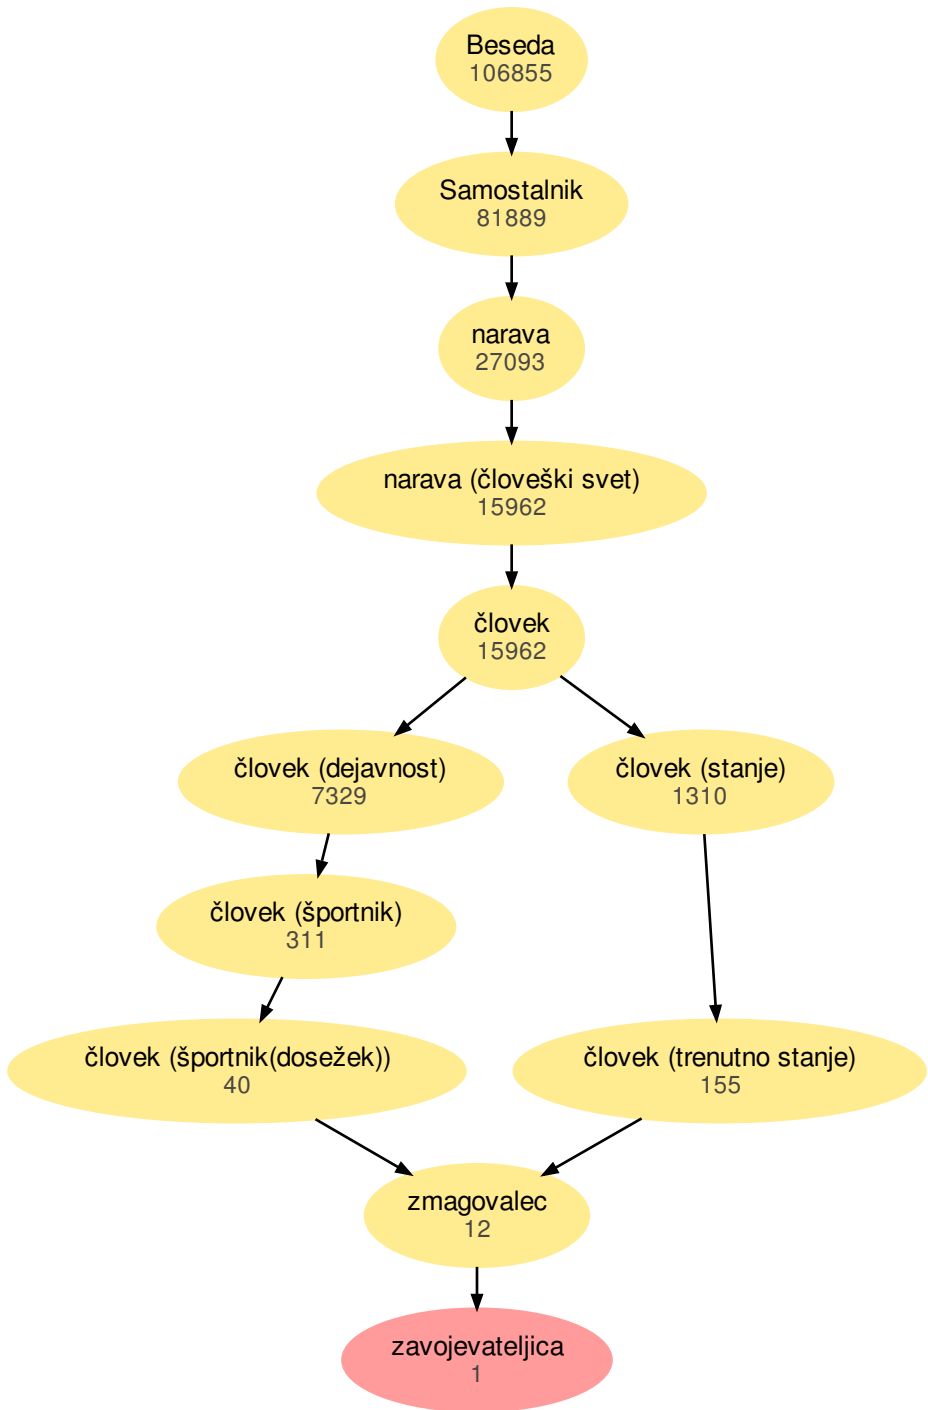 Beseda
106855
Samostalnik
81889
narava
27093
narava (človeški svet)
15962
človek
15962
človek (dejavnost)
7329
človek (stanje)
1310
človek (športnik)
311
človek (športnik(dosežek))
40
človek (trenutno stanje)
155
zmagovalec
12
zavojevateljica
1